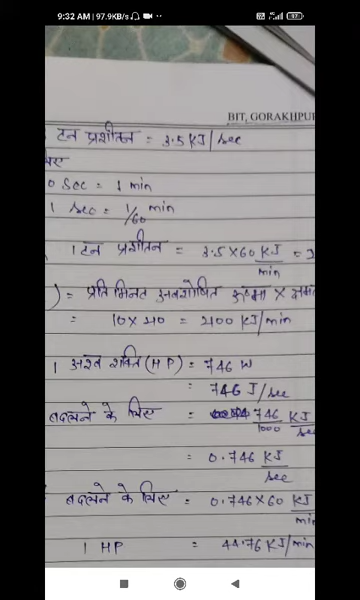 9:32 AM | 97.9KB/s
57
BIT, GORAKHPUR
टन प्रशीतन = 3.5 KJ/sec
0 Sec = 1 min
1 Sec = 1/60 min
1 टन प्रशीतन = 3.5 × 60 KJ/min =
) = प्रति मिनट अवशोषित ऊष्मा ×
= 10 × 210 = 2100 KJ/min
1 अश्व शक्ति (HP) = 746 W
= 746 J/sec
बदलने के लिए = 746/1000 KJ/sec
= 0.746 KJ/sec
बदलने के लिए = 0.746 × 60 KJ/min
1 HP = 44.76 KJ/min